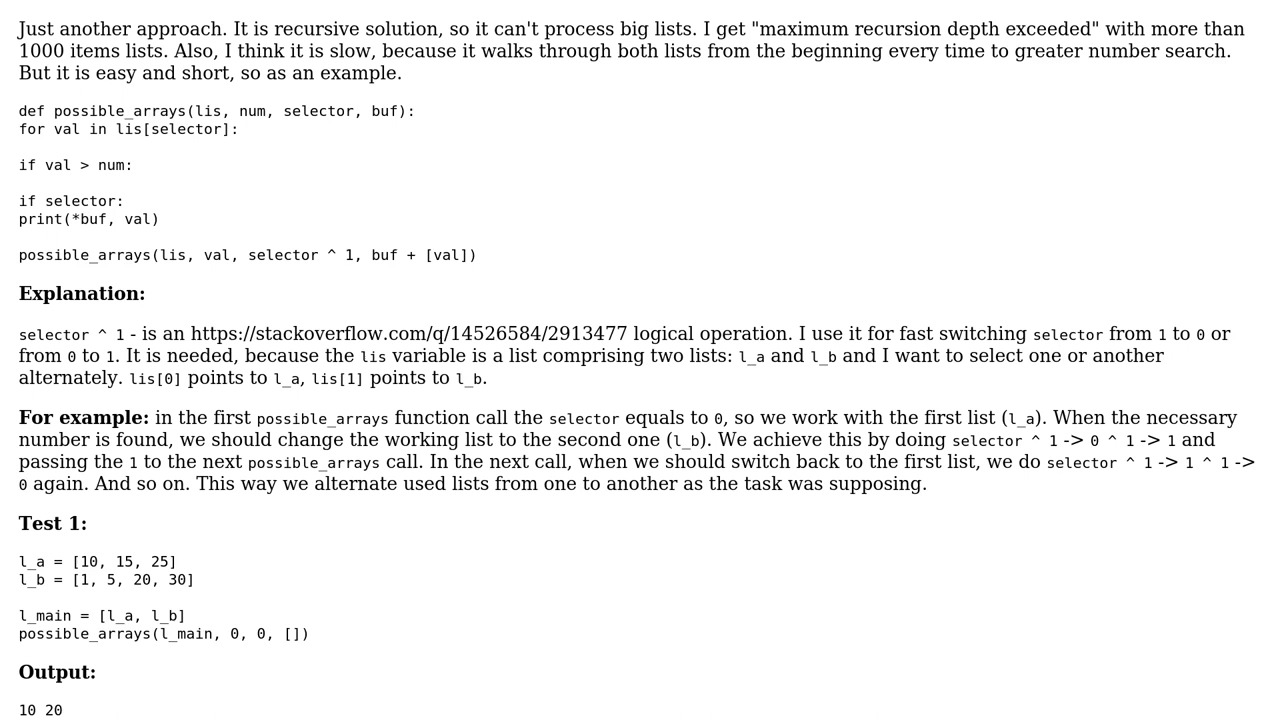 Just another approach. It is recursive solution, so it can't process big lists. I get "maximum recursion depth exceeded" with more than
1000 items lists. Also, I think it is slow, because it walks through both lists from the beginning every time to greater number search.
But it is easy and short, so as an example.
def possible_arrays(lis, num, selector, buf):
for val in lis[selector]:
if val > num:
if selector:
print(*buf, val)
possible_arrays(lis, val, selector ^ 1, buf + [val])
Explanation:
selector ^ 1 - is an https://stackoverflow.com/q/14526584/2913477 logical operation. I use it for fast switching selector from 1 to 0 or
from 0 to 1. It is needed, because the lis variable is a list comprising two lists: l_a and l_b and I want to select one or another
alternately. lis[0] points to l_a, lis[1] points to l_b.
For example: in the first possible_arrays function call the selector equals to 0, so we work with the first list (l_a). When the necessary
number is found, we should change the working list to the second one (l_b). We achieve this by doing selector ^ 1 -> 0 ^ 1 -> 1 and
passing the 1 to the next possible_arrays call. In the next call, when we should switch back to the first list, we do selector ^ 1 -> 1 ^ 1 ->
0 again. And so on. This way we alternate used lists from one to another as the task was supposing.
Test 1:
l_a = [10, 15, 25]
l_b = [1, 5, 20, 30]
l_main = [l_a, l_b]
possible_arrays(l_main, 0, 0, [])
Output:
10 20